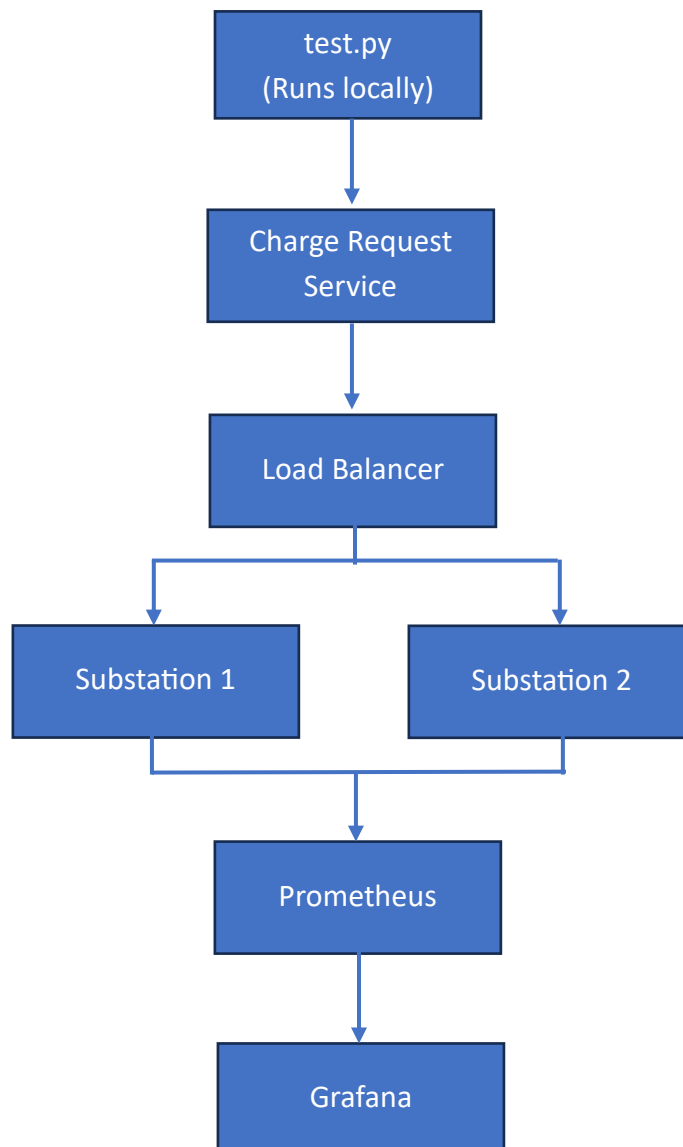 test.py
(Runs locally)
Charge Request
Service
Load Balancer
Substation 1
Substation 2
Prometheus
Grafana